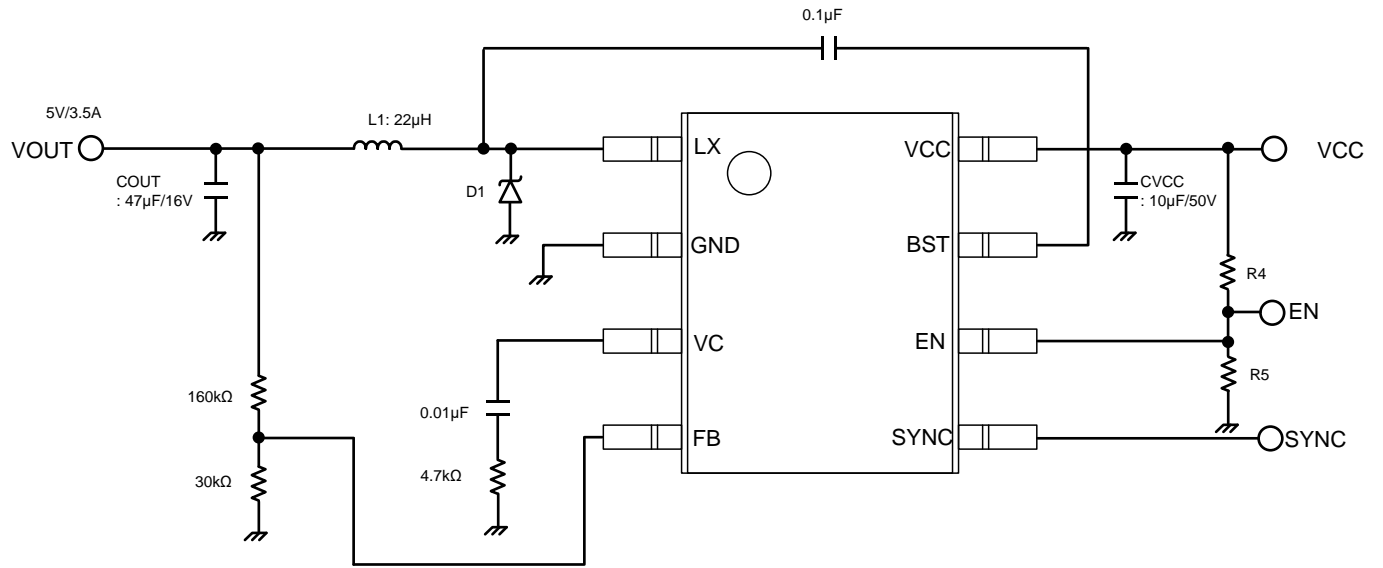 0.1µF
5V/3.5A
L1: 22µH
VOUT
LX
VCC
VCC
COUT
: 47µF/16V
D1
CVCC
: 10µF/50V
GND
BST
R4
EN
VC
EN
R5
160kΩ
0.01µF
FB
SYNC
SYNC
30kΩ
4.7kΩ